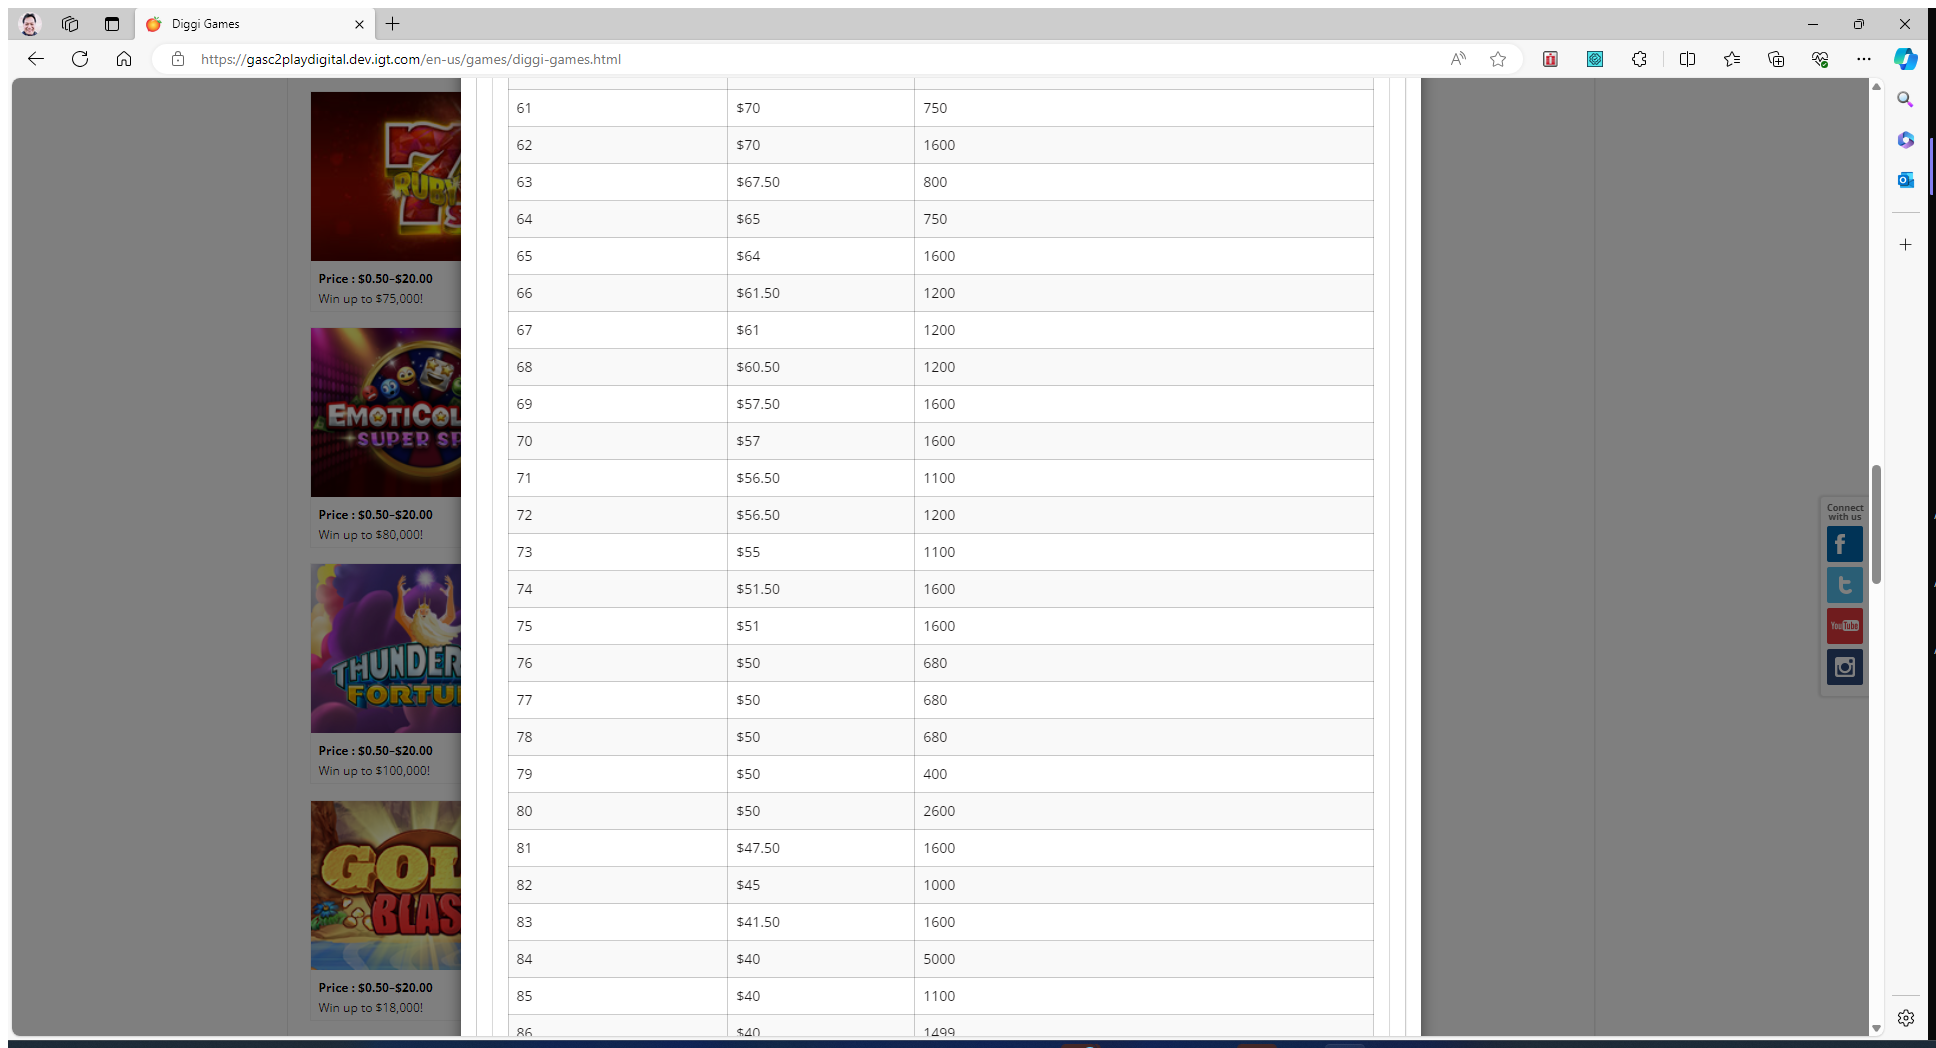 Diggi Games
https://gasc2playdigital.dev.igt.com/en-us/games/diggi-games.html
RUBY
Price : $0.50–$20.00
Win up to $75,000!
EMOTICOL
SUPER SP
Price : $0.50–$20.00
Win up to $80,000!
THUNDER
FORTU
Price : $0.50–$20.00
Win up to $100,000!
GOL
BLAS
Price : $0.50–$20.00
Win up to $18,000!
61 $70 750
62 $70 1600
63 $67.50 800
64 $65 750
65 $64 1600
66 $61.50 1200
67 $61 1200
68 $60.50 1200
69 $57.50 1600
70 $57 1600
71 $56.50 1100
72 $56.50 1200
73 $55 1100
74 $51.50 1600
75 $51 1600
76 $50 680
77 $50 680
78 $50 680
79 $50 400
80 $50 2600
81 $47.50 1600
82 $45 1000
83 $41.50 1600
84 $40 5000
85 $40 1100
86 $40 1499
Connect
with us
YouTube